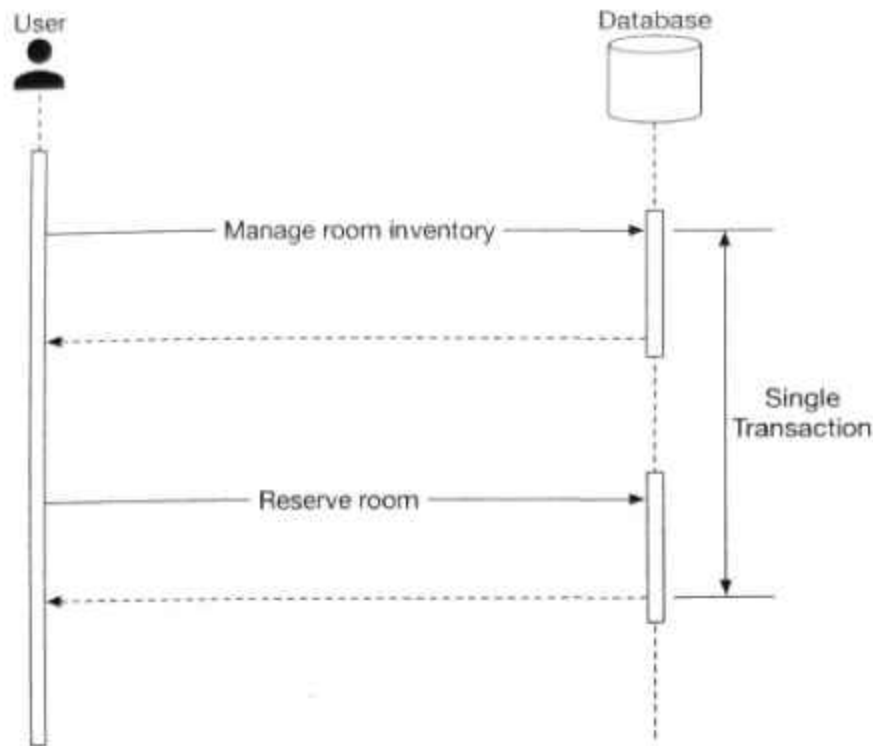 User
Database
Manage room inventory
Single
Transaction
Reserve room